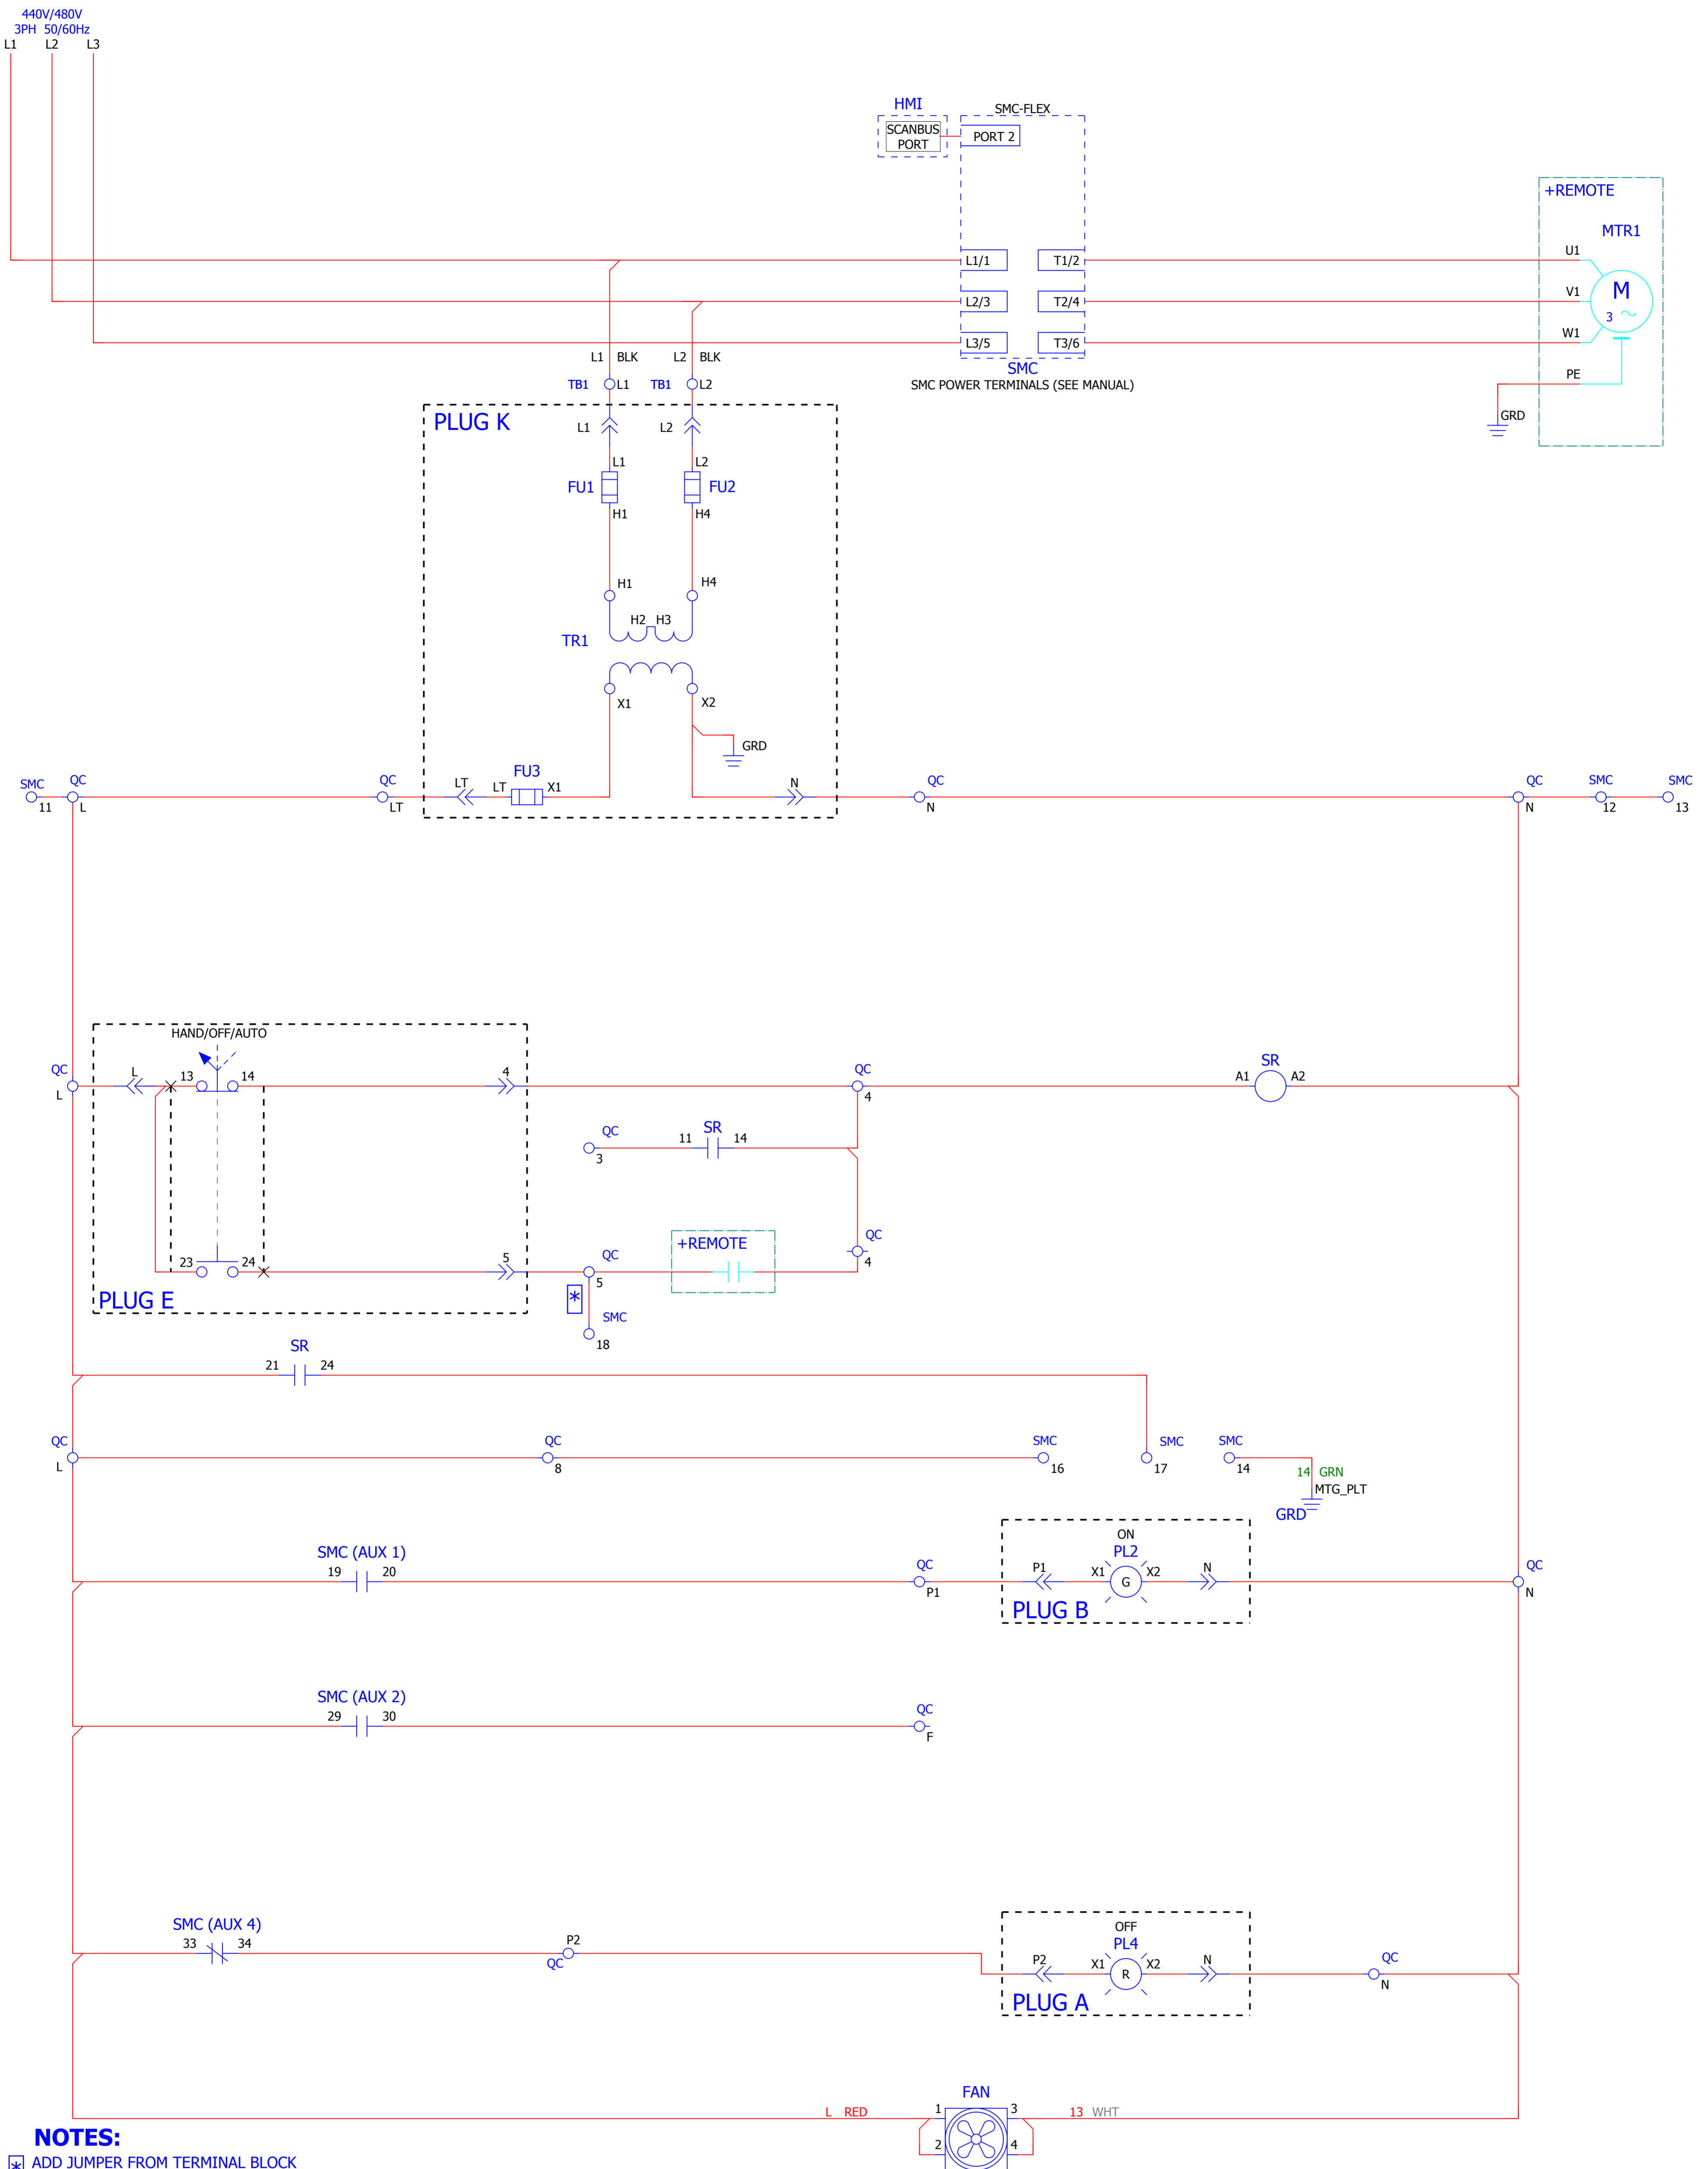 440V/480V
3PH 50/60Hz
L1 L2 L3
HMI
SCANBUS
PORT
SMC-FLEX
PORT 2
+REMOTE
MTR1
L1/1 T1/2 U1
L2/3 T2/4 V1
M
3
L3/5 T3/6 W1
SMC
SMC POWER TERMINALS (SEE MANUAL)
PE
GRD
L1 BLK L2 BLK
TB1 L1 TB1 L2
PLUG K
L1 L2
L1 L2
FU1 FU2
H1 H4
H1 H4
H2 H3
TR1
X1 X2
GRD
SMC QC QC LT LT FU3 X1 N QC QC SMC SMC
11 L LT N N 12 13
HAND/OFF/AUTO
QC L 13 14 4 QC A1 SR A2
L 4
QC 11 SR 14
3
+REMOTE
QC
4
23 24 5 QC
5
PLUG E
*
SMC
18
SR
21 24
QC QC SMC SMC SMC
L 8 16 17 14
14 GRN
MTG_PLT
GRD
ON
PL2
SMC (AUX 1)
19 20 QC P1 X1 G X2 N QC
P1 N
PLUG B
SMC (AUX 2)
29 30 QC
F
SMC (AUX 4)
33 34 P2
QC
OFF
PL4
P2 X1 R X2 N QC
N
PLUG A
FAN
L RED 1 3 13 WHT
2 4
NOTES:
* ADD JUMPER FROM TERMINAL BLOCK